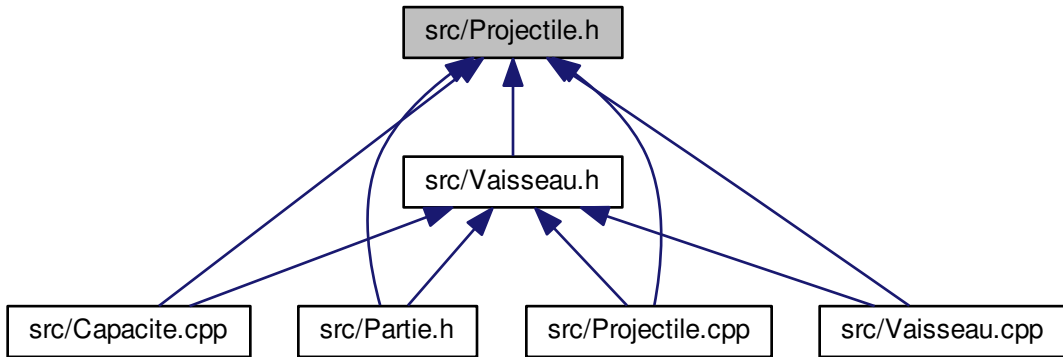 src/Projectile.h
src/Vaisseau.h
src/Capacite.cpp
src/Partie.h
src/Projectile.cpp
src/Vaisseau.cpp